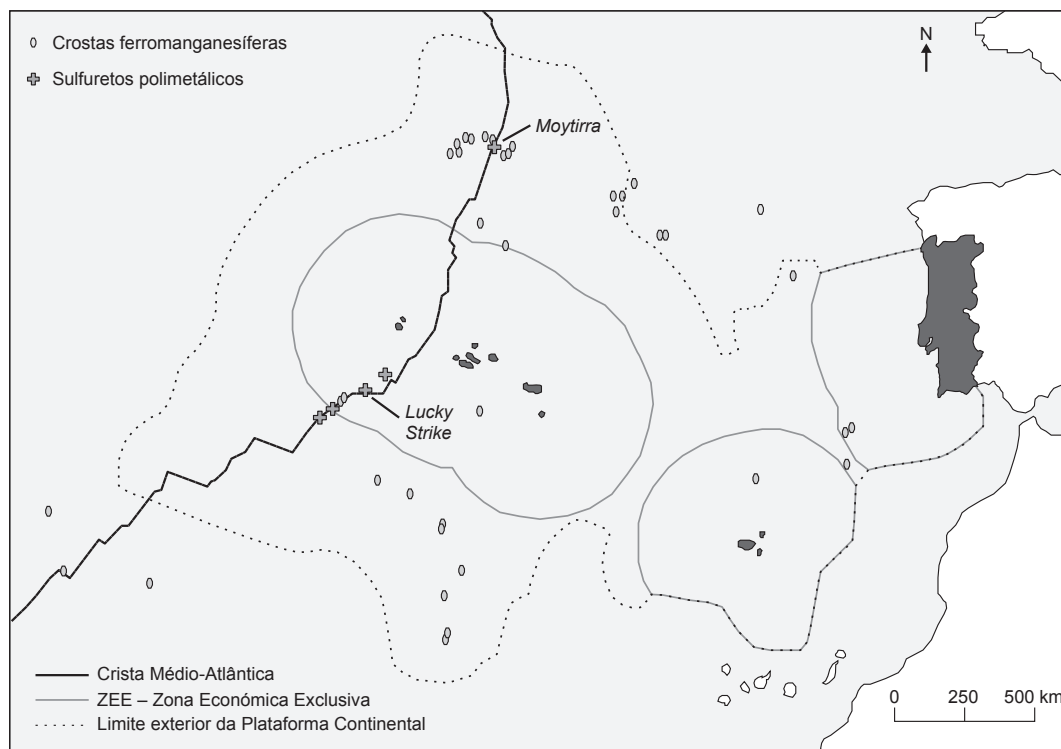 Crostas ferromanganesíferas
Sulfuretos polimetálicos
N
Moytirra
Lucky
Strike
Crista Médio-Atlântica
ZEE – Zona Económica Exclusiva
Limite exterior da Plataforma Continental
0 250 500 km